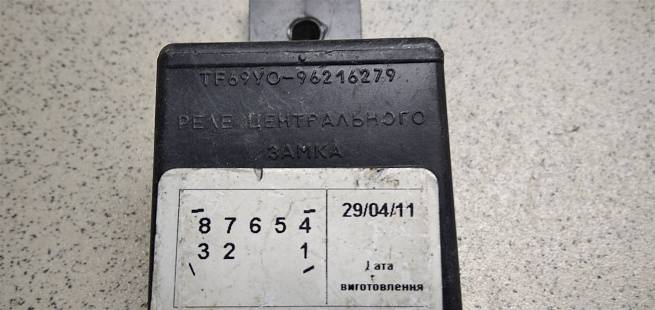 TF69Y0-96216279
РЕЛЕ ЦЕНТРАЛЬНОГО
ЗАМКА
8 7 6 5 4
3 2 1
29/04/11
Дата
виготовлення